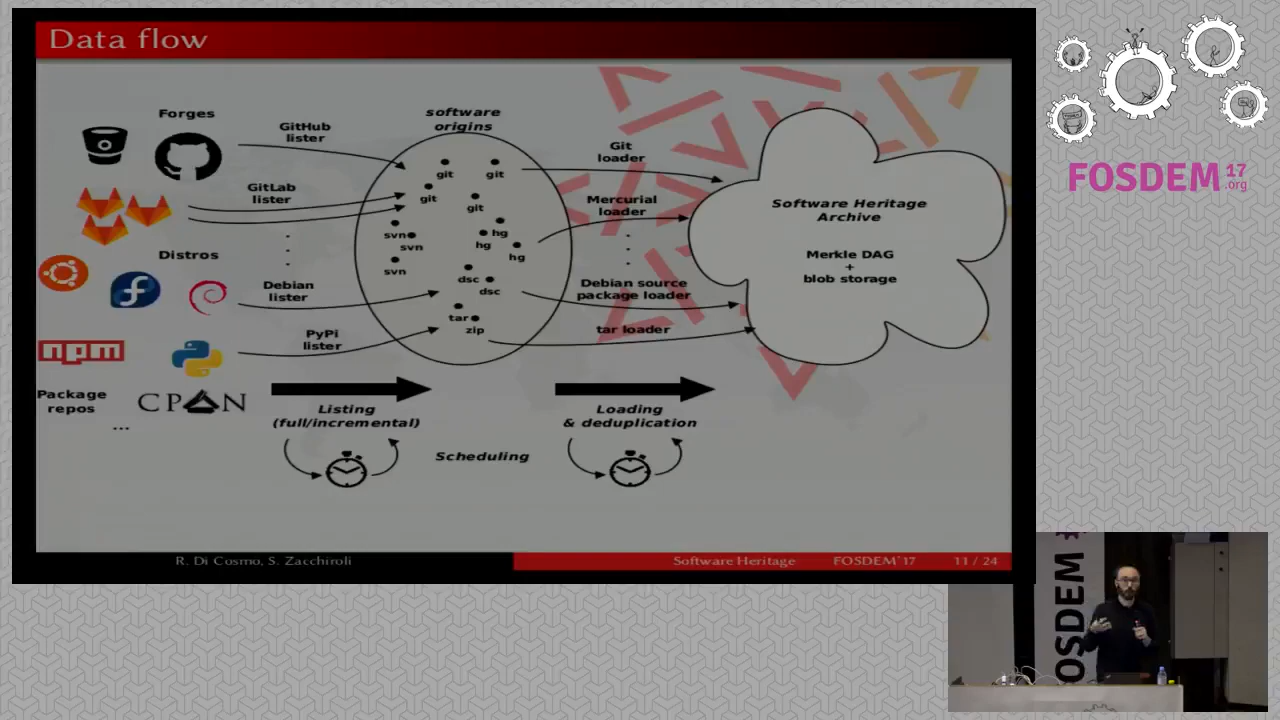 Data flow
Forges
GitHub
lister
GitLab
lister
Distros
Debian
lister
PyPi
lister
npm
Package
repos
CPAN
...
software
origins
git
git
git
git
svn
svn
svn
hg
hg
hg
dsc
dsc
tar
zip
Git
loader
Mercurial
loader
Debian source
package loader
tar loader
Software Heritage
Archive
Merkle DAG
+
blob storage
Listing
(full/incremental)
Scheduling
Loading
& deduplication
R. Di Cosmo, S. Zacchiroli
Software Heritage
FOSDEM'17
11 / 24
FOSDEM 17
.org
OSDEM